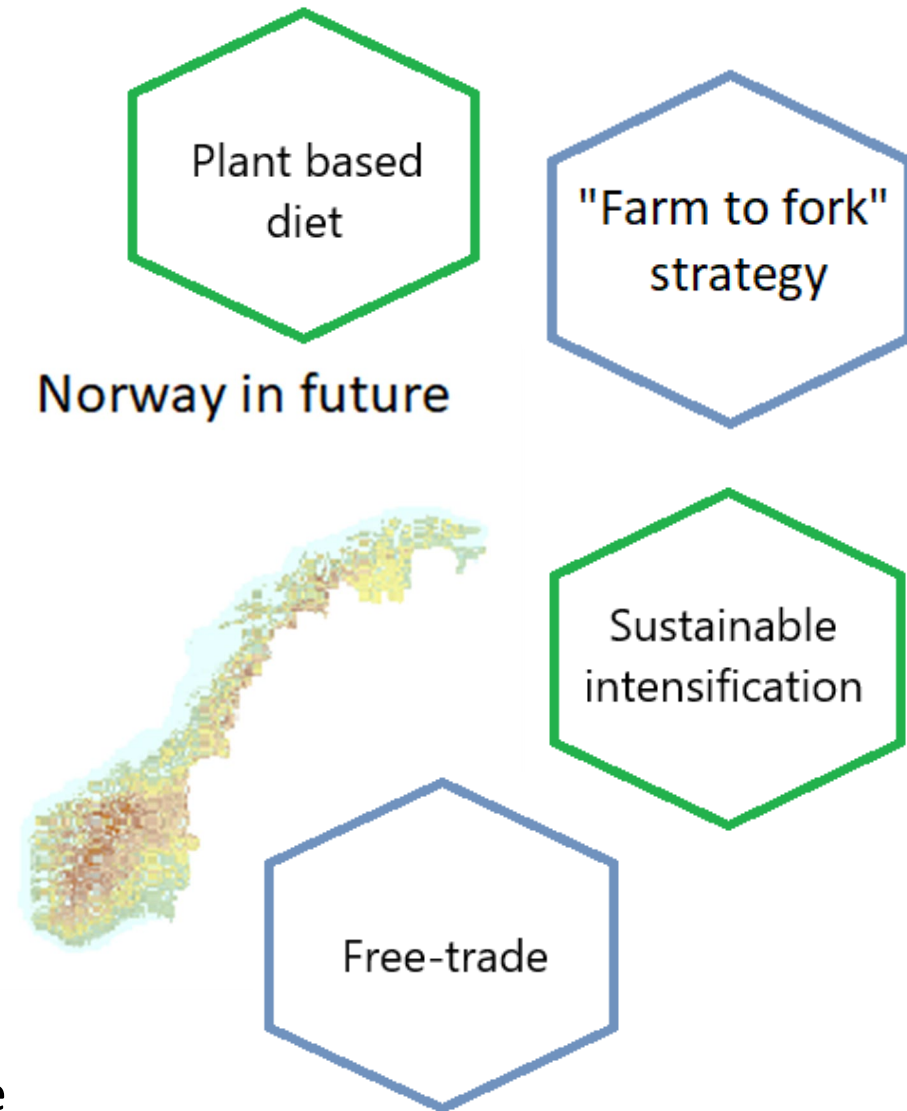 Plant based
diet
"Farm to fork"
strategy
Norway in future
Sustainable
intensification
Free-trade
e